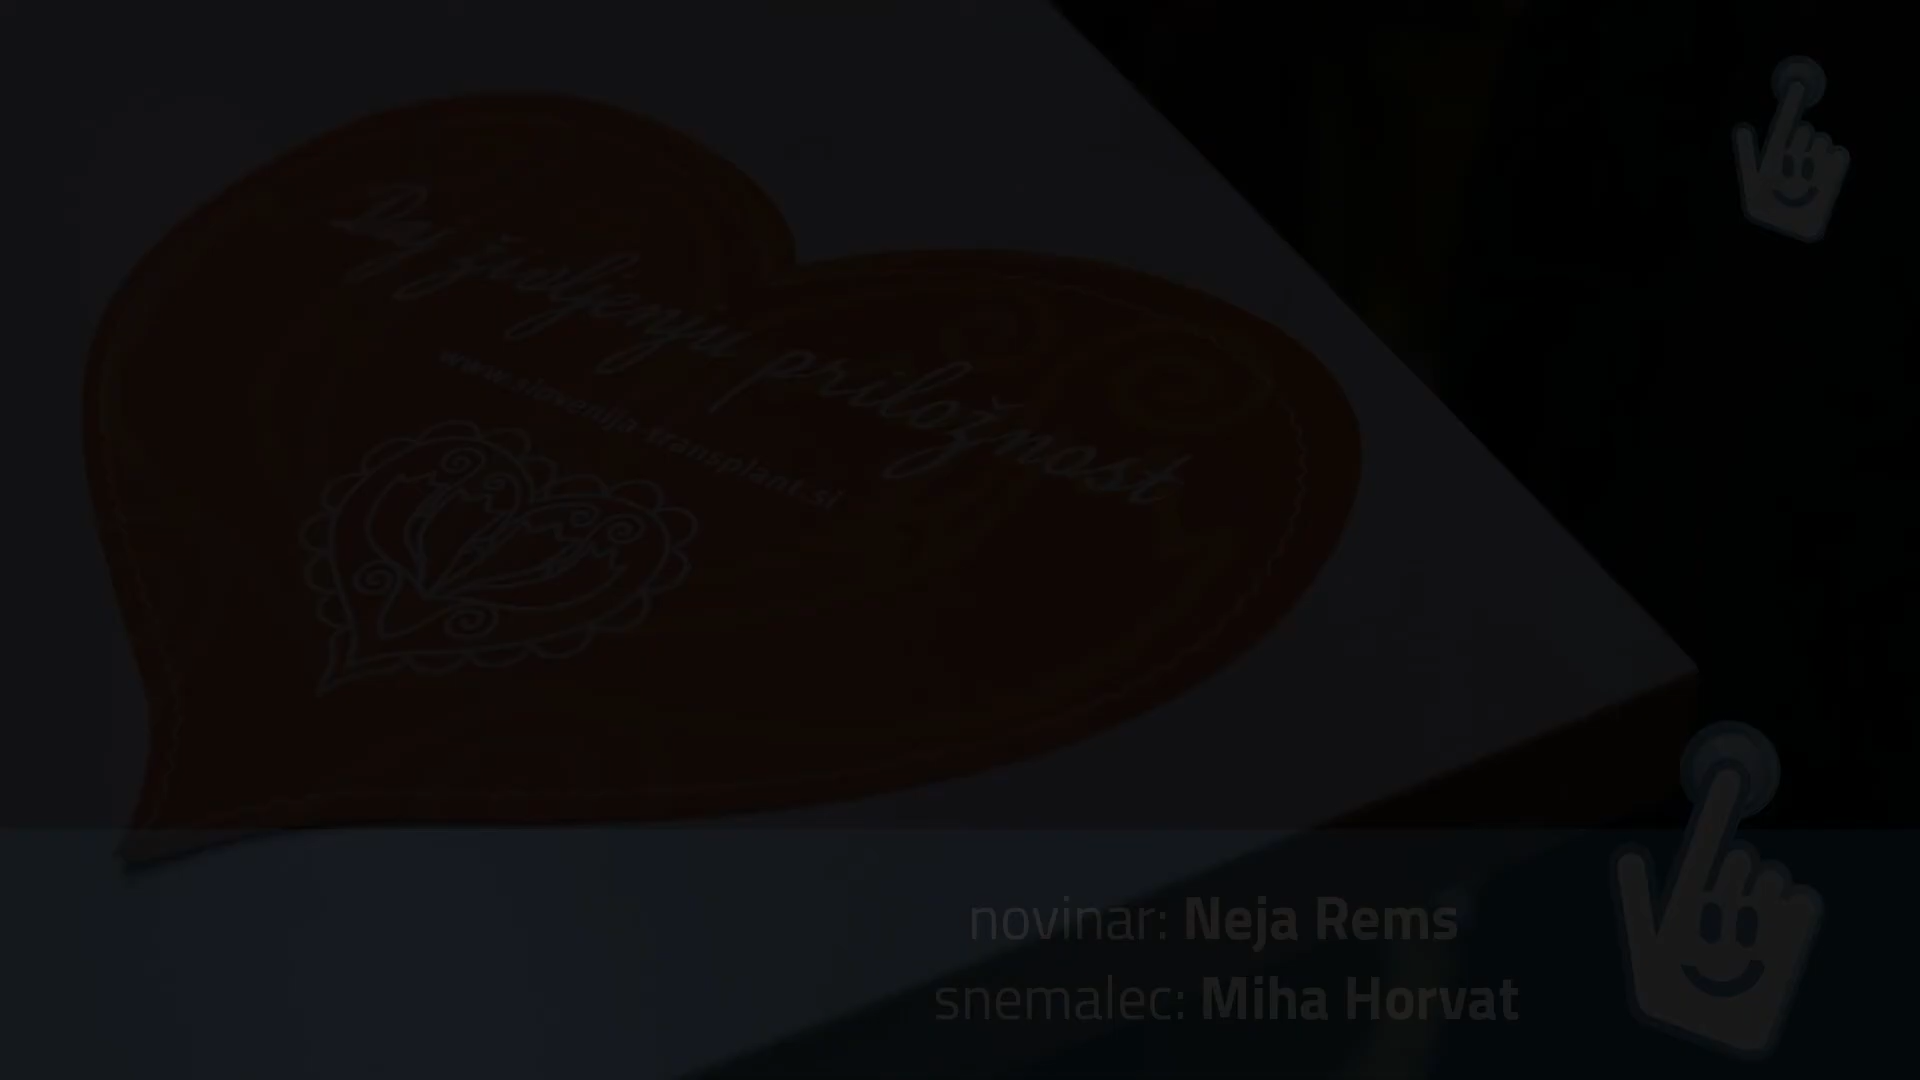 Daj življenju priložnost
www.slovenija-transplant.si
novinar: Neja Rems
snemalec: Miha Horvat